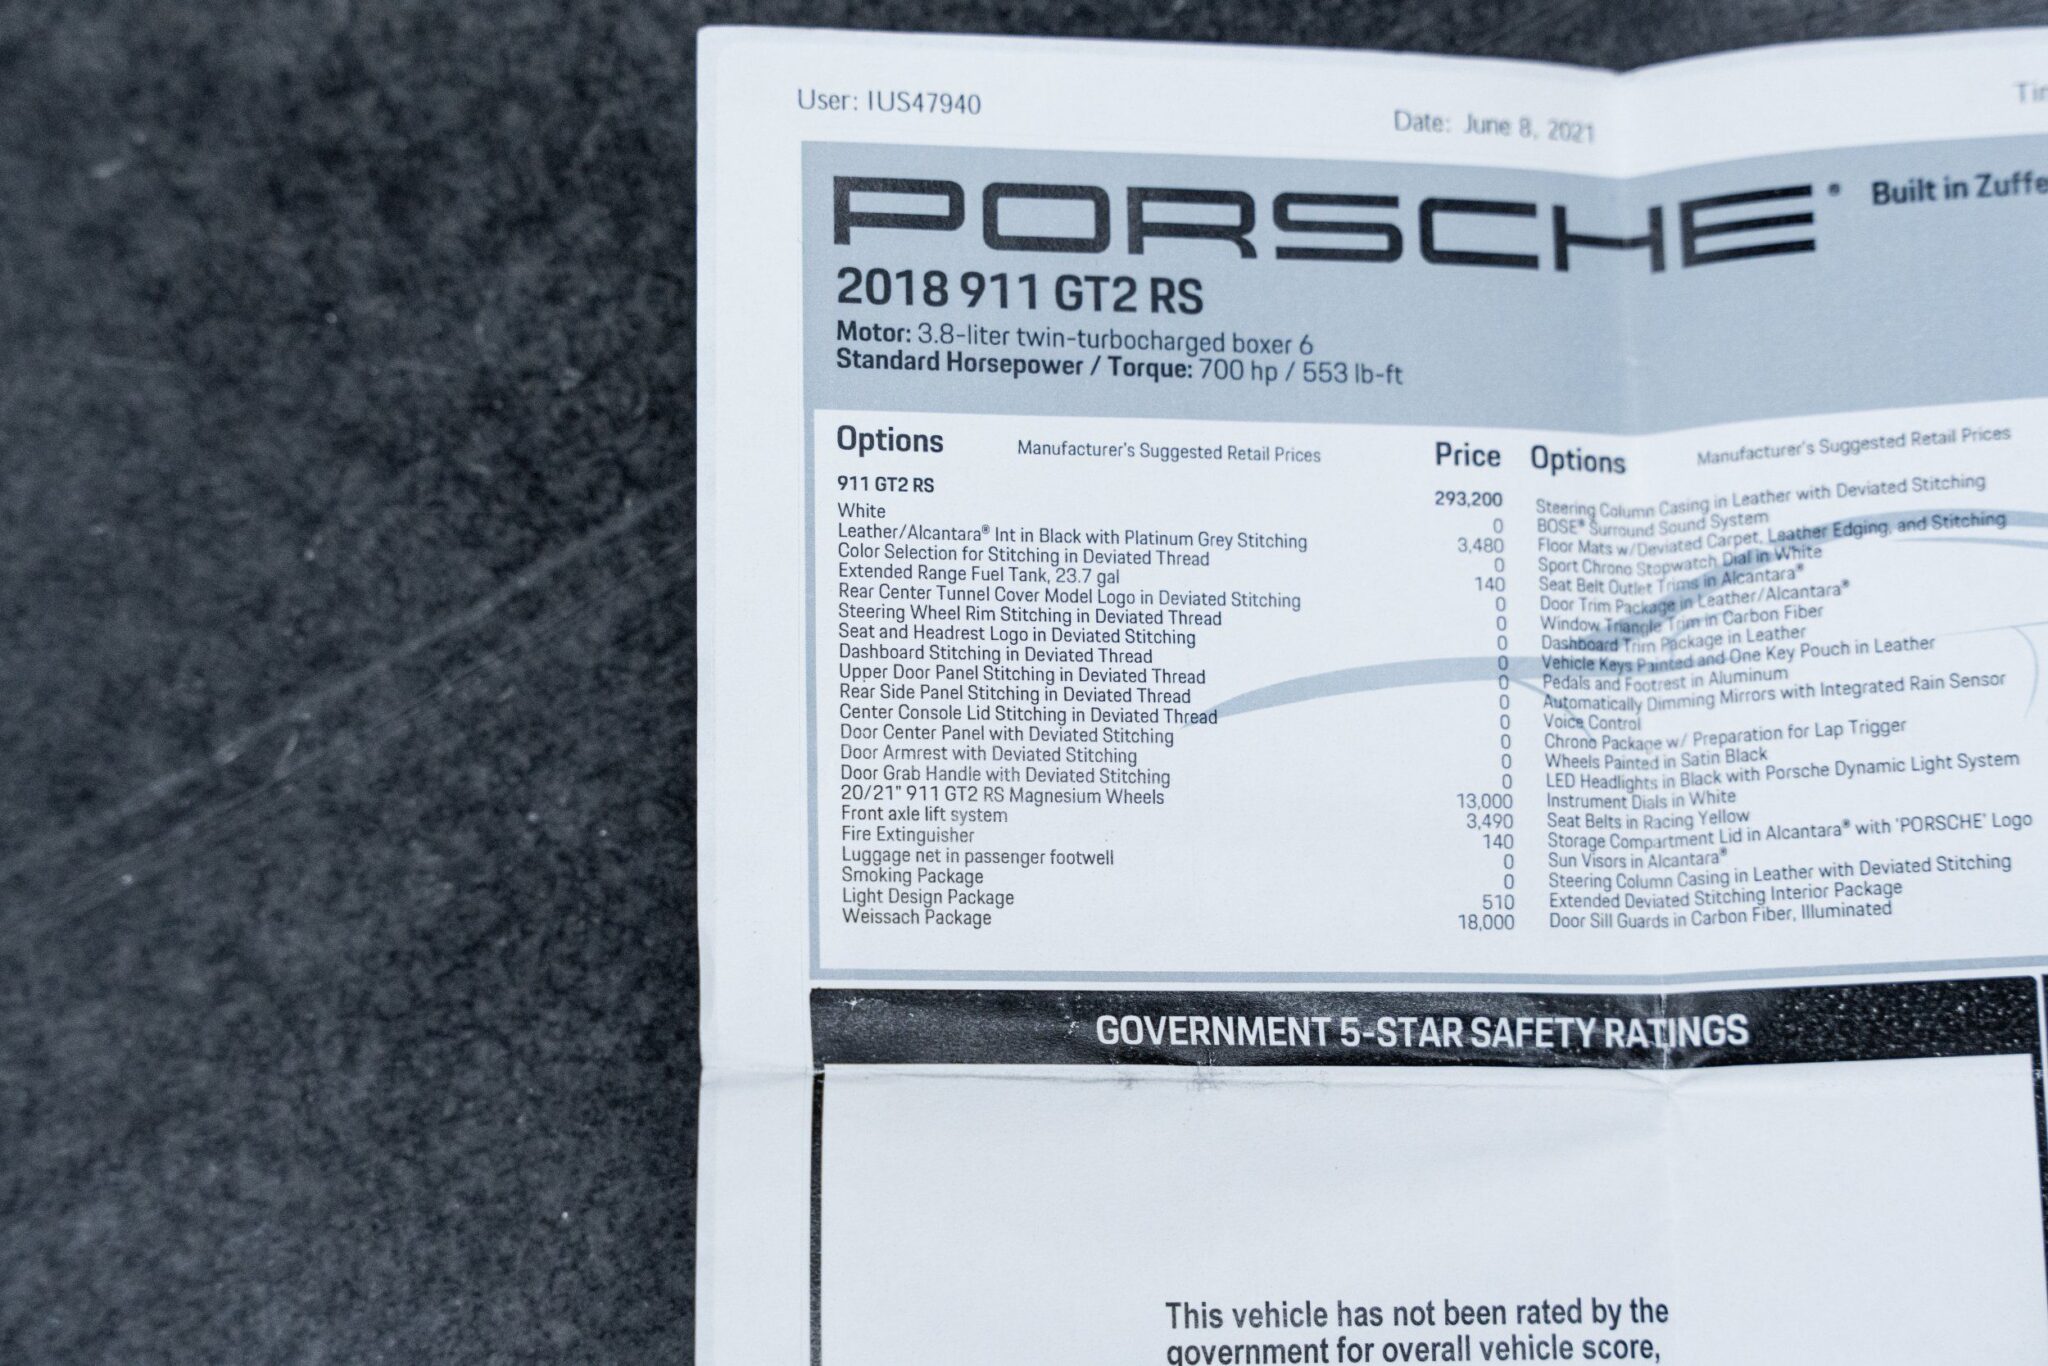 User: IUS47940
Date: June 8, 2021
PORSCHE® Built in
2018 911 GT2 RS
Motor: 3.8-liter twin-turbocharged boxer 6
Standard Horsepower / Torque: 700 hp / 553 lb-ft
Options Manufacturer's Suggested Retail Prices Price
911 GT2 RS 293,200
White 0
Leather/Alcantara® Int in Black with Platinum Grey Stitching 3,480
Color Selection for Stitching in Deviated Thread 0
Extended Range Fuel Tank, 23.7 gal 140
Rear Center Tunnel Cover Model Logo in Deviated Stitching 0
Steering Wheel Rim Stitching in Deviated Thread 0
Seat and Headrest Logo in Deviated Stitching 0
Dashboard Stitching in Deviated Thread 0
Upper Door Panel Stitching in Deviated Thread 0
Rear Side Panel Stitching in Deviated Thread 0
Center Console Lid Stitching in Deviated Thread 0
Door Center Panel with Deviated Stitching 0
Door Armrest with Deviated Stitching 0
Door Grab Handle with Deviated Stitching 0
20/21" 911 GT2 RS Magnesium Wheels 13,000
Front axle lift system 3,490
Fire Extinguisher 140
Luggage net in passenger footwell 0
Smoking Package 0
Light Design Package 510
Weissach Package 18,000
Options Manufacturer's Suggested Retail Prices
Steering Column Casing in Leather with Deviated Stitching
BOSE® Surround Sound System
Floor Mats w/Deviated Carpet, Leather Edging, and Stitching
Sport Chrono Stopwatch Dial in White
Seat Belt Outlet Trims in Alcantara®
Door Trim Package in Leather/Alcantara®
Window Triangle Trim in Carbon Fiber
Dashboard Trim Package in Leather
Vehicle Keys Painted and One Key Pouch in Leather
Pedals and Footrest in Aluminum
Automatically Dimming Mirrors with Integrated Rain Sensor
Voice Control
Chrono Package w/ Preparation for Lap Trigger
Wheels Painted in Satin Black
LED Headlights in Black with Porsche Dynamic Light System
Instrument Dials in White
Seat Belts in Racing Yellow
Storage Compartment Lid in Alcantara® with 'PORSCHE' Logo
Sun Visors in Alcantara®
Steering Column Casing in Leather with Deviated Stitching
Extended Deviated Stitching Interior Package
Door Sill Guards in Carbon Fiber, Illuminated
GOVERNMENT 5-STAR SAFETY RATINGS
This vehicle has not been rated by the
government for overall vehicle score,